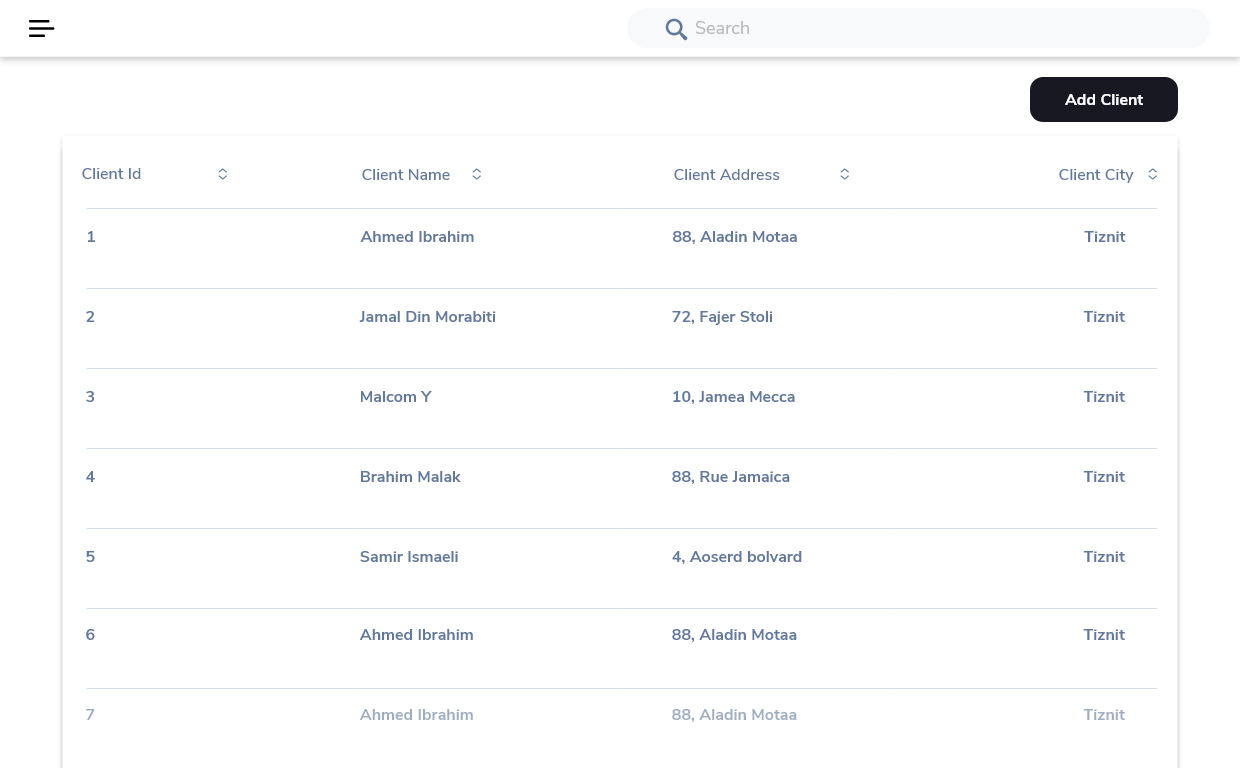 Search
Add Client
Client Id Client Name Client Address Client City
1 Ahmed Ibrahim 88, Aladin Motaa Tiznit
2 Jamal Din Morabiti 72, Fajer Stoli Tiznit
3 Malcom Y 10, Jamea Mecca Tiznit
4 Brahim Malak 88, Rue Jamaica Tiznit
5 Samir Ismaeli 4, Aoserd bolvard Tiznit
6 Ahmed Ibrahim 88, Aladin Motaa Tiznit
7 Ahmed Ibrahim 88, Aladin Motaa Tiznit